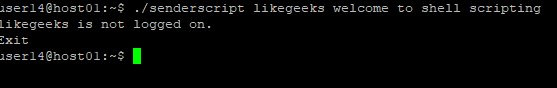 user14@host01:~$ ./senderscript likegeeks welcome to shell scripting
likegeeks is not logged on.
Exit
user14@host01:~$